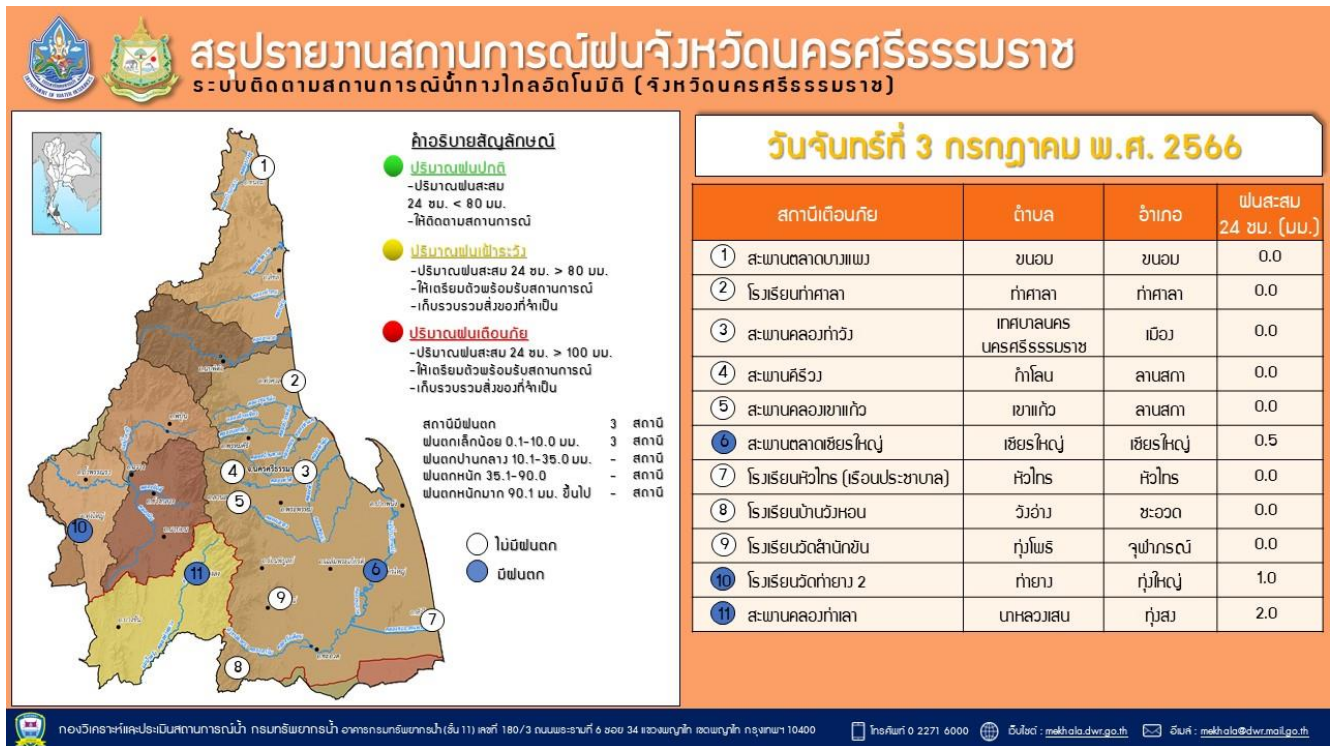 สรุปรายงานสถานการณ์ฝนจังหวัดนครศรีธรรมราช
ระบบติดตามสถานการณ์น้ำทางไกลอัตโนมัติ (จังหวัดนครศรีธรรมราช)
คำอธิบายสัญลักษณ์
ปริมาณฝนปกติ
-ปริมาณฝนสะสม
24 ชม. < 80 มม.
-ให้ติดตามสถานการณ์
ปริมาณฝนเฝ้าระวัง
-ปริมาณฝนสะสม 24 ชม. > 80 มม.
-ให้เตรียมตัวพร้อมรับสถานการณ์
-เก็บรวบรวมสิ่งของที่จำเป็น
ปริมาณฝนเตือนภัย
-ปริมาณฝนสะสม 24 ชม. > 100 มม.
-ให้เตรียมตัวพร้อมรับสถานการณ์
-เก็บรวบรวมสิ่งของที่จำเป็น
สถานีมีฝนตก 3 สถานี
ฝนตกเล็กน้อย 0.1-10.0 มม. 3 สถานี
ฝนตกปานกลาง 10.1-35.0 มม. - สถานี
ฝนตกหนัก 35.1-90.0 - สถานี
ฝนตกหนักมาก 90.1 มม. ขึ้นไป - สถานี
ไม่มีฝนตก
มีฝนตก
1
2
4
3
5
10
11
6
9
7
8
วันจันทร์ที่ 3 กรกฎาคม พ.ศ. 2566
สถานีเตือนภัย ตำบล อำเภอ ฝนสะสม
24 ชม. (มม.)
1 สะพานตลาดบางแพง ขนอม ขนอม 0.0
2 โรงเรียนท่าศาลา ท่าศาลา ท่าศาลา 0.0
3 สะพานคลองท่าวัง เทศบาลนคร
นครศรีธรรมราช เมือง 0.0
4 สะพานคีรีวง กำโลน ลานสกา 0.0
5 สะพานคลองเขาแก้ว เขาแก้ว ลานสกา 0.0
6 สะพานตลาดเชียรใหญ่ เชียรใหญ่ เชียรใหญ่ 0.5
7 โรงเรียนหัวไทร (เรือนประชาบาล) หัวไทร หัวไทร 0.0
8 โรงเรียนบ้านวังหอน วังอ่าง ชะอวด 0.0
9 โรงเรียนวัดสำนักขัน ทุ่งโพธิ จุฬาภรณ์ 0.0
10 โรงเรียนวัดท่ายาง 2 ท่ายาง ทุ่งใหญ่ 1.0
11 สะพานคลองท่าเลา นาหลวงเสน ทุ่งสง 2.0
กองวิเคราะห์และประเมินสถานการณ์น้ำ กรมทรัพยากรน้ำ อาคารกรมทรัพยากรน้ำ (ชั้น 11) เลขที่ 180/3 ถนนพระรามที่ 6 ซอย 34 แขวงพญาไท เขตพญาไท กรุงเทพฯ 10400 โทรศัพท์ 0 2271 6000 เว็บไซต์ : mekhala.dwr.go.th อีเมล์ : mekhala@dwr.mail.go.th